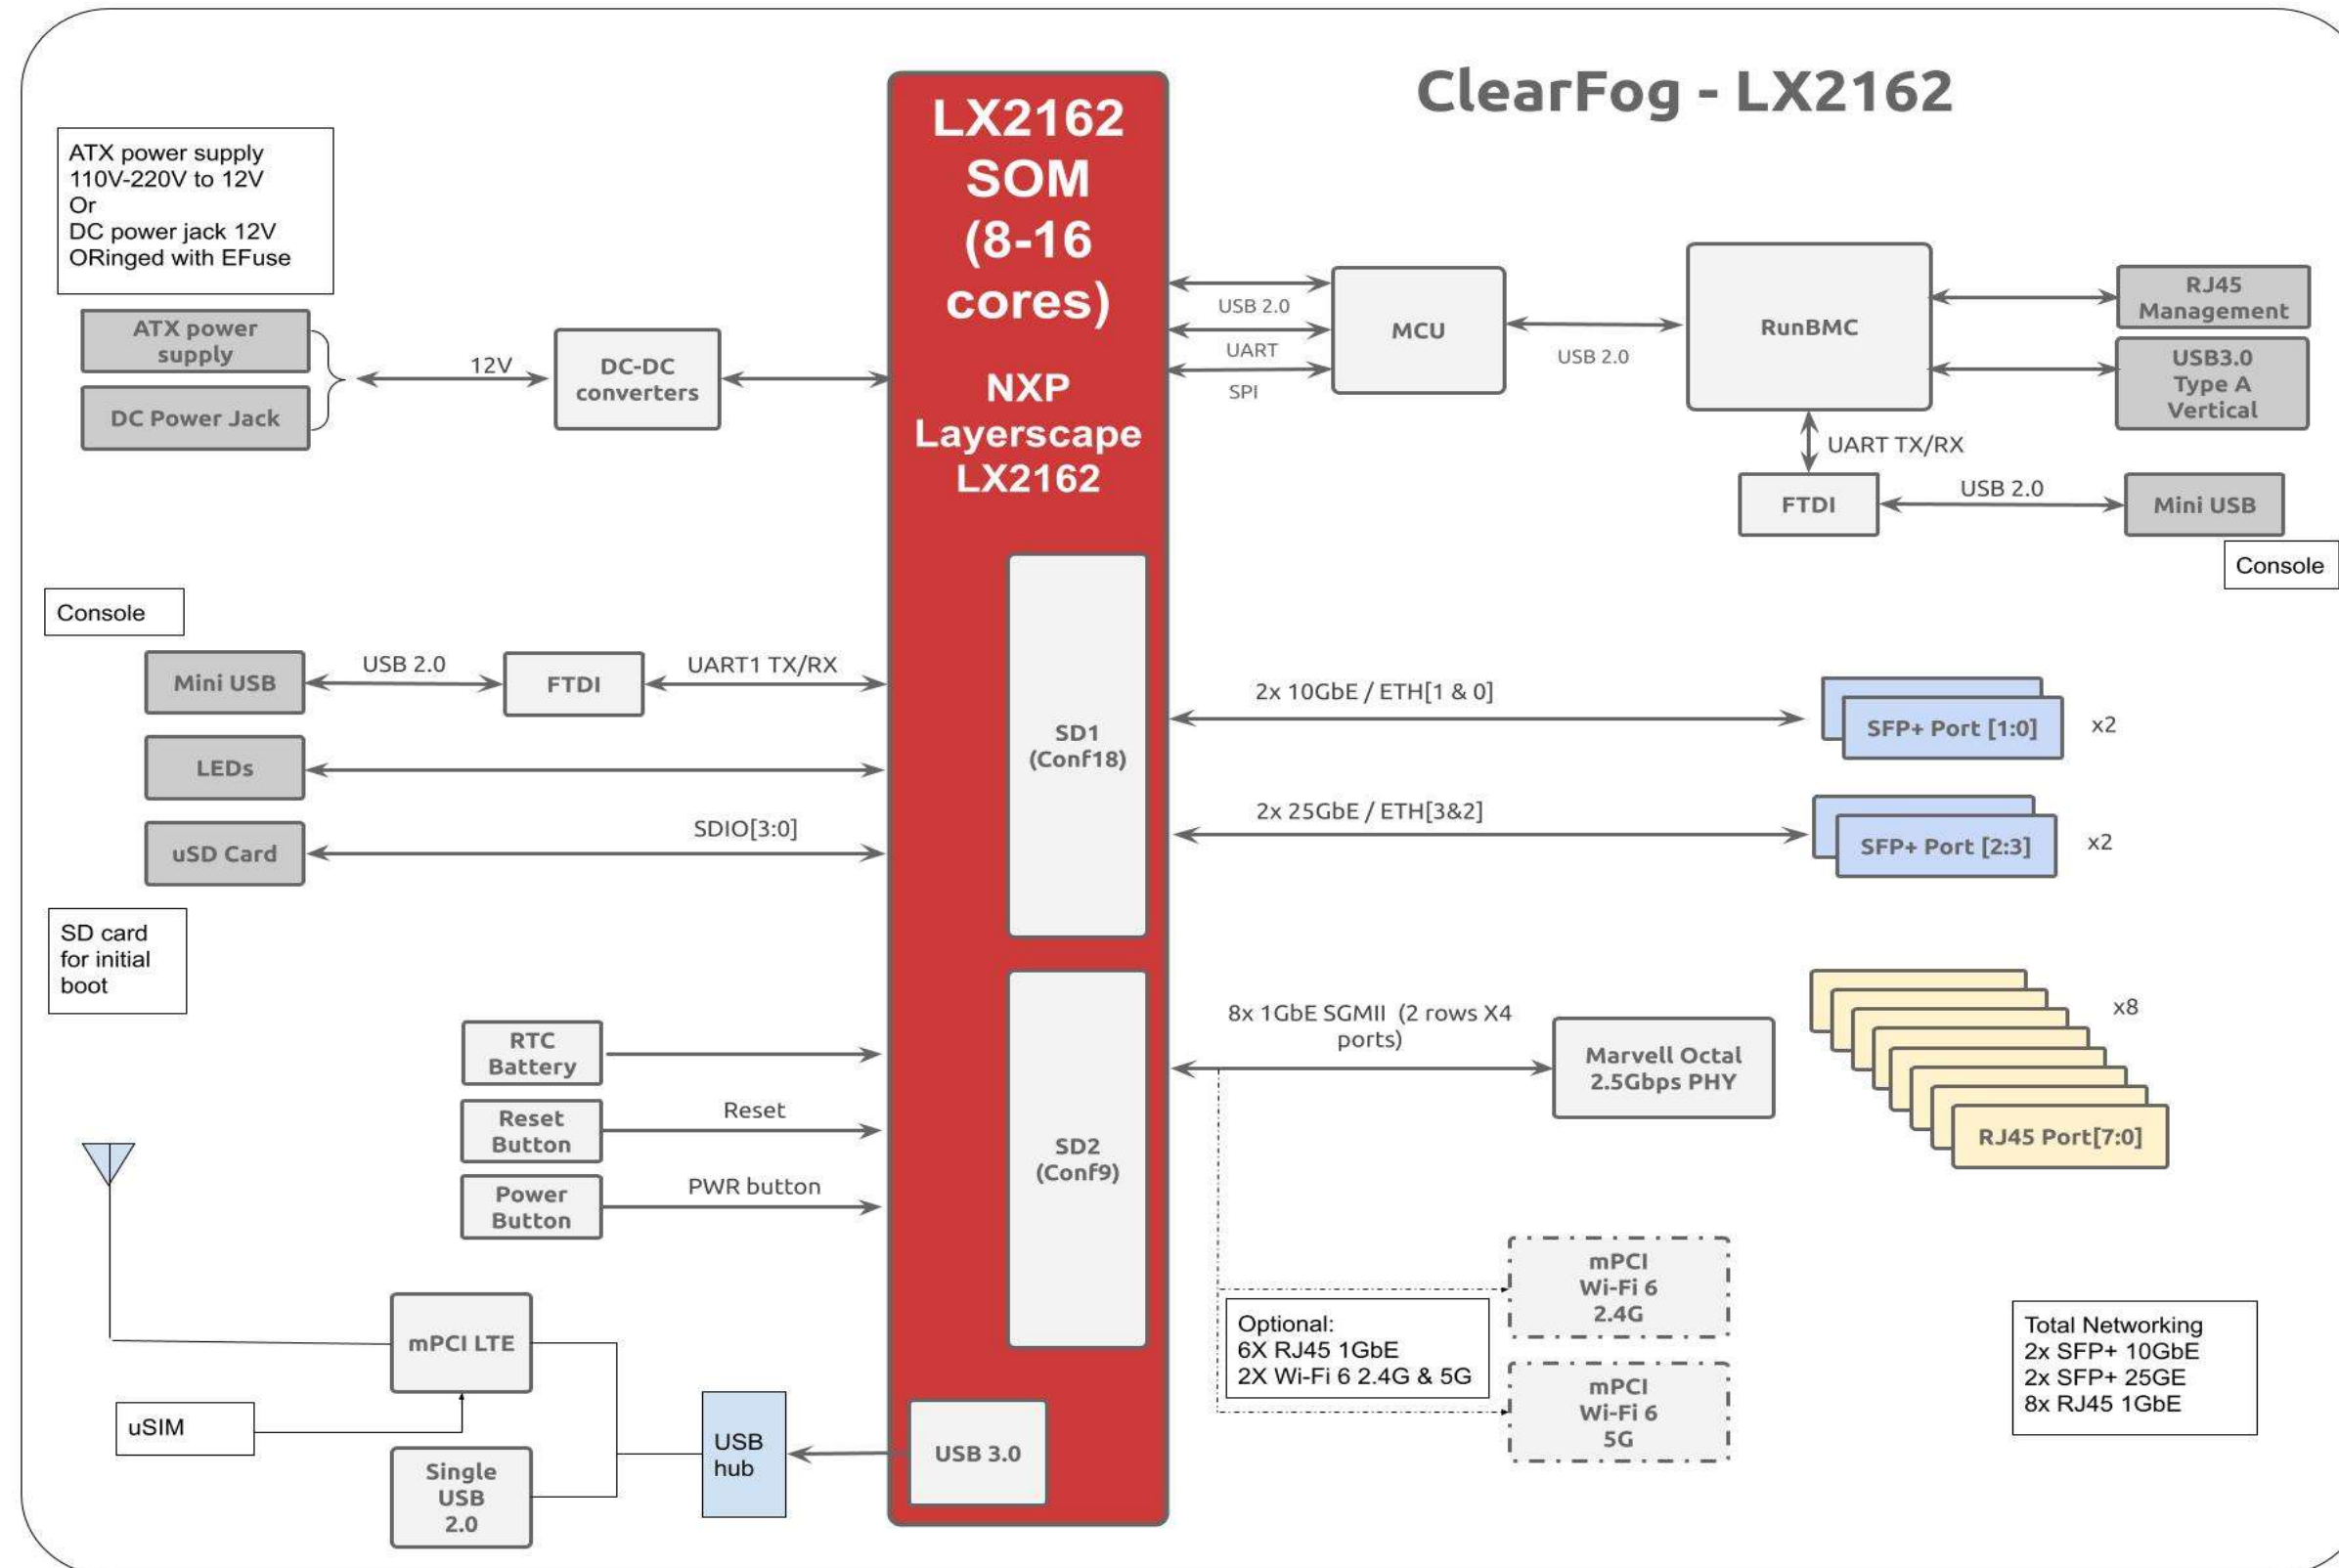 ClearFog - LX2162
LX2162
SOM
(8-16
cores)
NXP
Layerscape
LX2162
ATX power supply
110V-220V to 12V
Or
DC power jack 12V
ORinged with EFuse
ATX power
supply
DC Power Jack
12V
DC-DC
converters
USB 2.0
UART
SPI
MCU
USB 2.0
RunBMC
RJ45
Management
USB3.0
Type A
Vertical
UART TX/RX
FTDI
USB 2.0
Mini USB
Console
Console
Mini USB
USB 2.0
FTDI
UART1 TX/RX
LEDs
uSD Card
SDIO[3:0]
SD card
for initial
boot
SD1
(Conf18)
2x 10GbE / ETH[1 & 0]
SFP+ Port [1:0]
x2
2x 25GbE / ETH[3&2]
SFP+ Port [2:3]
x2
RTC
Battery
Reset
Button
Reset
Power
Button
PWR button
SD2
(Conf9)
8x 1GbE SGMII (2 rows X4
ports)
Marvell Octal
2.5Gbps PHY
x8
RJ45 Port[7:0]
mPCI
Wi-Fi 6
2.4G
Optional:
6X RJ45 1GbE
2X Wi-Fi 6 2.4G & 5G
mPCI
Wi-Fi 6
5G
Total Networking
2x SFP+ 10GbE
2x SFP+ 25GE
8x RJ45 1GbE
mPCI LTE
uSIM
Single
USB
2.0
USB
hub
USB 3.0